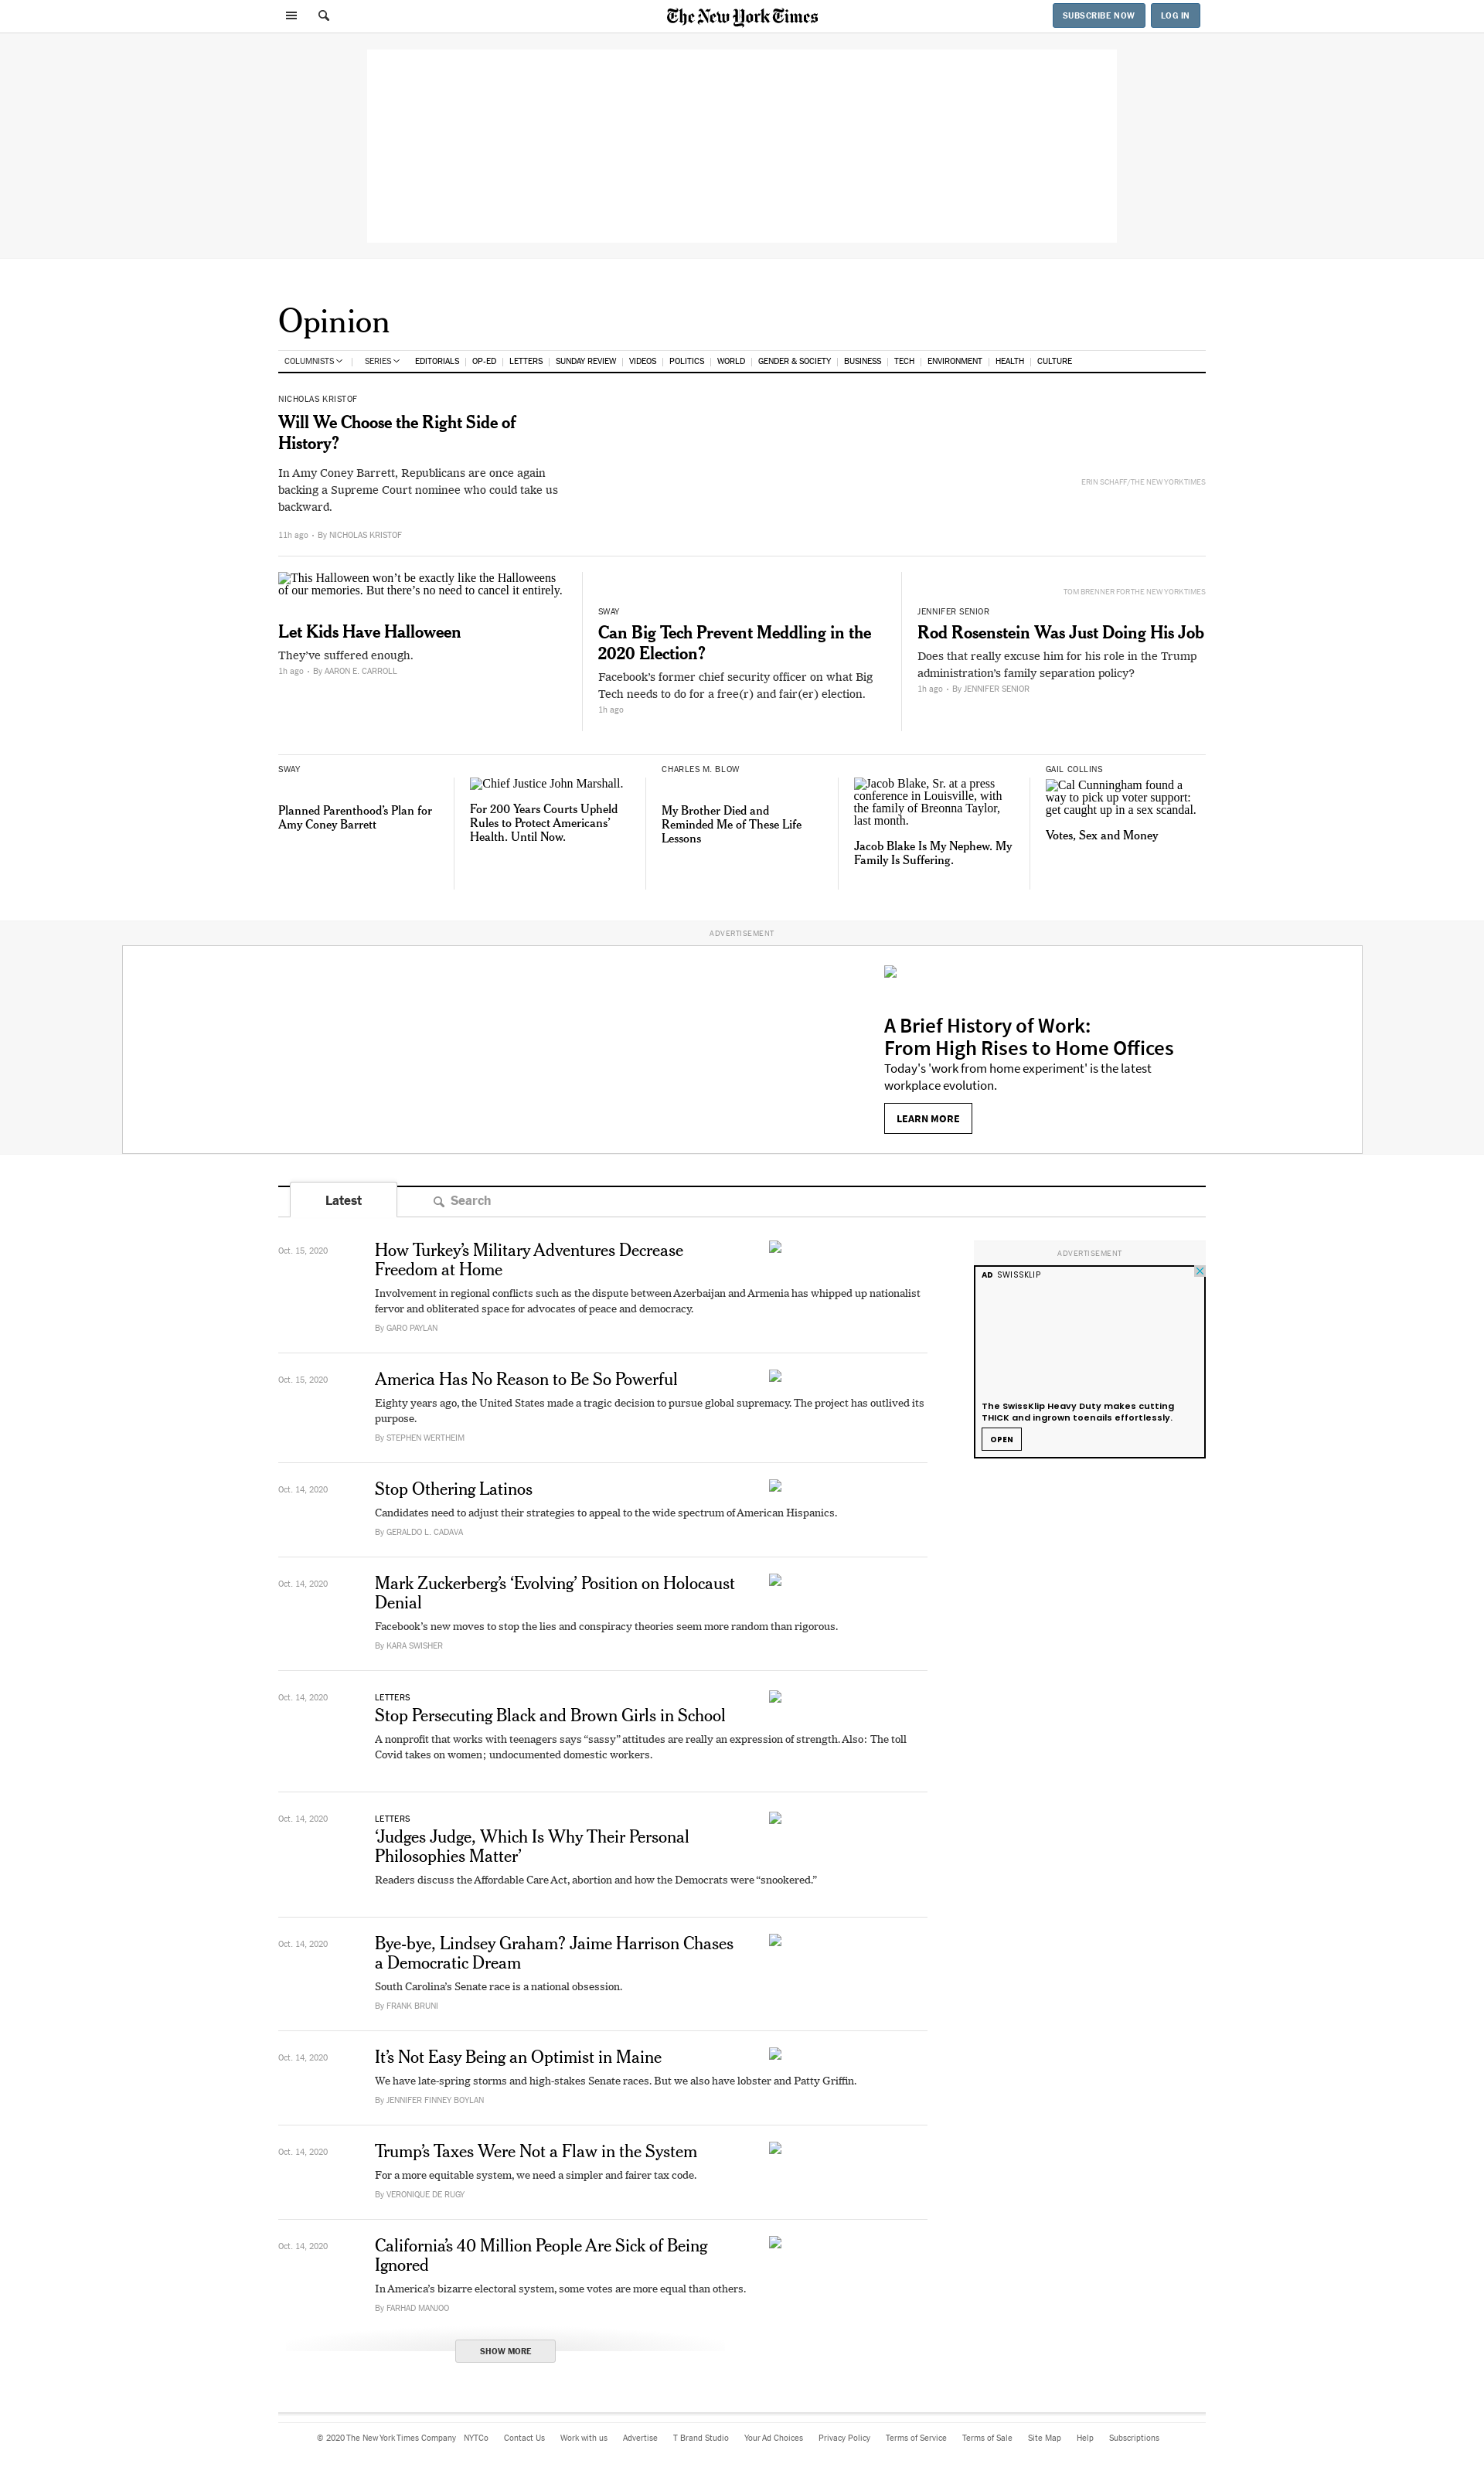 The New York Times
SUBSCRIBE NOW
LOG IN
Opinion
COLUMNISTS
SERIES
EDITORIALS
OP-ED
LETTERS
SUNDAY REVIEW
VIDEOS
POLITICS
WORLD
GENDER & SOCIETY
BUSINESS
TECH
ENVIRONMENT
HEALTH
CULTURE
NICHOLAS KRISTOF
Will We Choose the Right Side of
History?
In Amy Coney Barrett, Republicans are once again
backing a Supreme Court nominee who could take us
backward.
11h ago • By NICHOLAS KRISTOF
ERIN SCHAFF/THE NEW YORK TIMES
This Halloween won’t be exactly like the Halloweens
of our memories. But there’s no need to cancel it entirely.
Let Kids Have Halloween
They’ve suffered enough.
1h ago • By AARON E. CARROLL
SWAY
Can Big Tech Prevent Meddling in the
2020 Election?
Facebook’s former chief security officer on what Big
Tech needs to do for a free(r) and fair(er) election.
1h ago
TOM BRENNER FOR THE NEW YORK TIMES
JENNIFER SENIOR
Rod Rosenstein Was Just Doing His Job
Does that really excuse him for his role in the Trump
administration’s family separation policy?
1h ago • By JENNIFER SENIOR
SWAY
Planned Parenthood’s Plan for
Amy Coney Barrett
Chief Justice John Marshall.
For 200 Years Courts Upheld
Rules to Protect Americans’
Health. Until Now.
CHARLES M. BLOW
My Brother Died and
Reminded Me of These Life
Lessons
Jacob Blake, Sr. at a press
conference in Louisville, with
the family of Breonna Taylor,
last month.
Jacob Blake Is My Nephew. My
Family Is Suffering.
GAIL COLLINS
Cal Cunningham found a
way to pick up voter support:
get caught up in a sex scandal.
Votes, Sex and Money
ADVERTISEMENT
A Brief History of Work:
From High Rises to Home Offices
Today's 'work from home experiment' is the latest
workplace evolution.
LEARN MORE
Latest
Search
Oct. 15, 2020
How Turkey’s Military Adventures Decrease
Freedom at Home
Involvement in regional conflicts such as the dispute between Azerbaijan and Armenia has whipped up nationalist
fervor and obliterated space for advocates of peace and democracy.
By GARO PAYLAN
ADVERTISEMENT
AD SWISSKLIP
The SwissKlip Heavy Duty makes cutting
THICK and ingrown toenails effortlessly.
OPEN
Oct. 15, 2020
America Has No Reason to Be So Powerful
Eighty years ago, the United States made a tragic decision to pursue global supremacy. The project has outlived its
purpose.
By STEPHEN WERTHEIM
Oct. 14, 2020
Stop Othering Latinos
Candidates need to adjust their strategies to appeal to the wide spectrum of American Hispanics.
By GERALDO L. CADAVA
Oct. 14, 2020
Mark Zuckerberg’s ‘Evolving’ Position on Holocaust
Denial
Facebook’s new moves to stop the lies and conspiracy theories seem more random than rigorous.
By KARA SWISHER
Oct. 14, 2020
LETTERS
Stop Persecuting Black and Brown Girls in School
A nonprofit that works with teenagers says “sassy” attitudes are really an expression of strength. Also: The toll
Covid takes on women; undocumented domestic workers.
Oct. 14, 2020
LETTERS
‘Judges Judge, Which Is Why Their Personal
Philosophies Matter’
Readers discuss the Affordable Care Act, abortion and how the Democrats were “snookered.”
Oct. 14, 2020
Bye-bye, Lindsey Graham? Jaime Harrison Chases
a Democratic Dream
South Carolina’s Senate race is a national obsession.
By FRANK BRUNI
Oct. 14, 2020
It’s Not Easy Being an Optimist in Maine
We have late-spring storms and high-stakes Senate races. But we also have lobster and Patty Griffin.
By JENNIFER FINNEY BOYLAN
Oct. 14, 2020
Trump’s Taxes Were Not a Flaw in the System
For a more equitable system, we need a simpler and fairer tax code.
By VERONIQUE DE RUGY
Oct. 14, 2020
California’s 40 Million People Are Sick of Being
Ignored
In America’s bizarre electoral system, some votes are more equal than others.
By FARHAD MANJOO
SHOW MORE
© 2020 The New York Times Company
NYTCo
Contact Us
Work with us
Advertise
T Brand Studio
Your Ad Choices
Privacy Policy
Terms of Service
Terms of Sale
Site Map
Help
Subscriptions